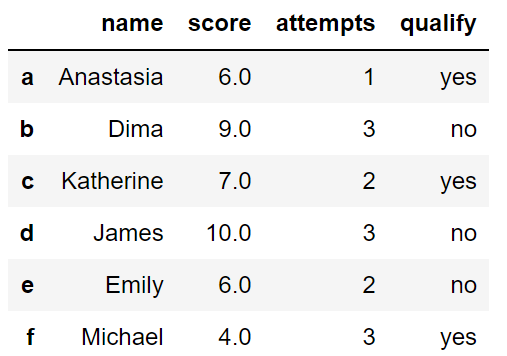 name score attempts qualify
a Anastasia 6.0 1 yes
b Dima 9.0 3 no
c Katherine 7.0 2 yes
d James 10.0 3 no
e Emily 6.0 2 no
f Michael 4.0 3 yes